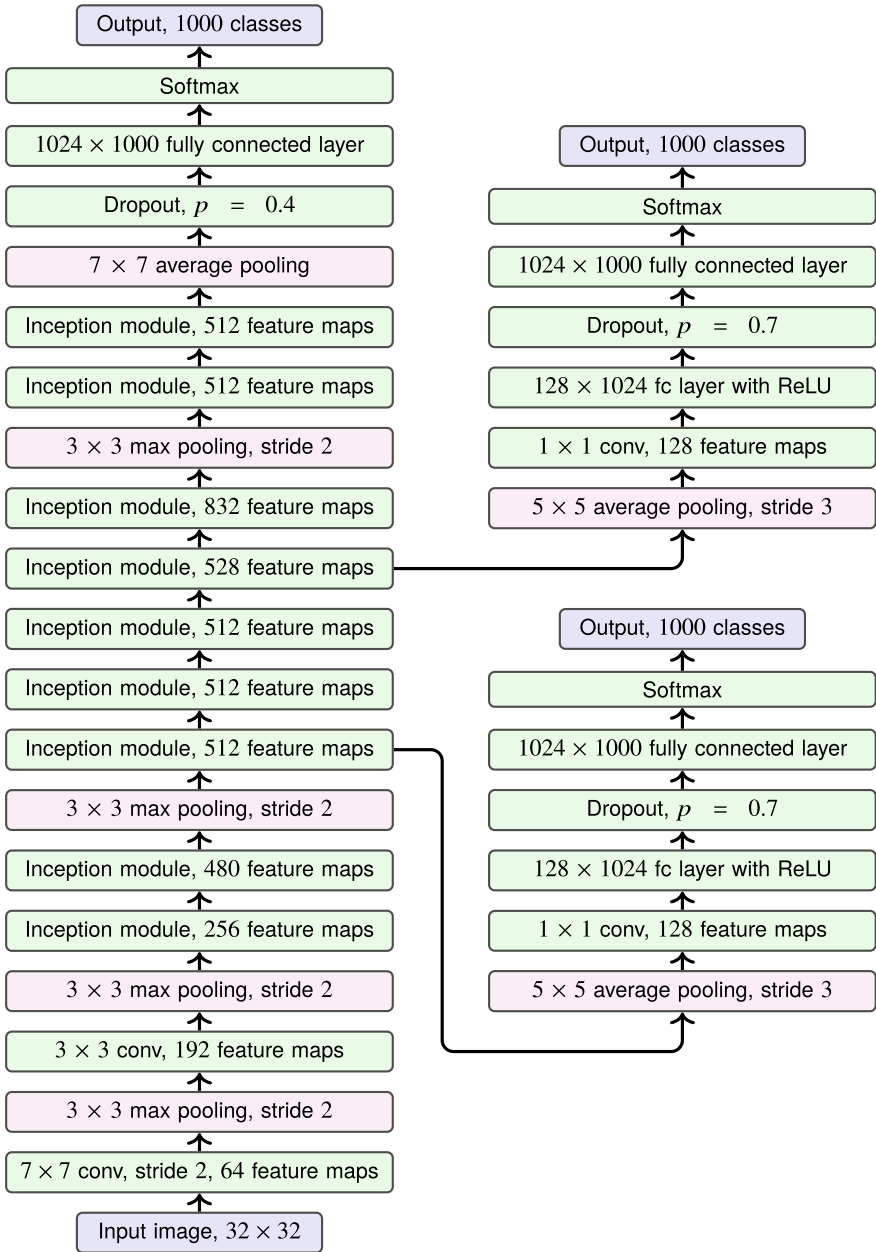 Output, 1000 classes
Softmax
1024 × 1000 fully connected layer
Dropout, p = 0.4
7 × 7 average pooling
Inception module, 512 feature maps
Inception module, 512 feature maps
3 × 3 max pooling, stride 2
Inception module, 832 feature maps
Inception module, 528 feature maps
Inception module, 512 feature maps
Inception module, 512 feature maps
Inception module, 512 feature maps
3 × 3 max pooling, stride 2
Inception module, 480 feature maps
Inception module, 256 feature maps
3 × 3 max pooling, stride 2
3 × 3 conv, 192 feature maps
3 × 3 max pooling, stride 2
7 × 7 conv, stride 2, 64 feature maps
Input image, 32 × 32
Output, 1000 classes
Softmax
1024 × 1000 fully connected layer
Dropout, p = 0.7
128 × 1024 fc layer with ReLU
1 × 1 conv, 128 feature maps
5 × 5 average pooling, stride 3
Output, 1000 classes
Softmax
1024 × 1000 fully connected layer
Dropout, p = 0.7
128 × 1024 fc layer with ReLU
1 × 1 conv, 128 feature maps
5 × 5 average pooling, stride 3